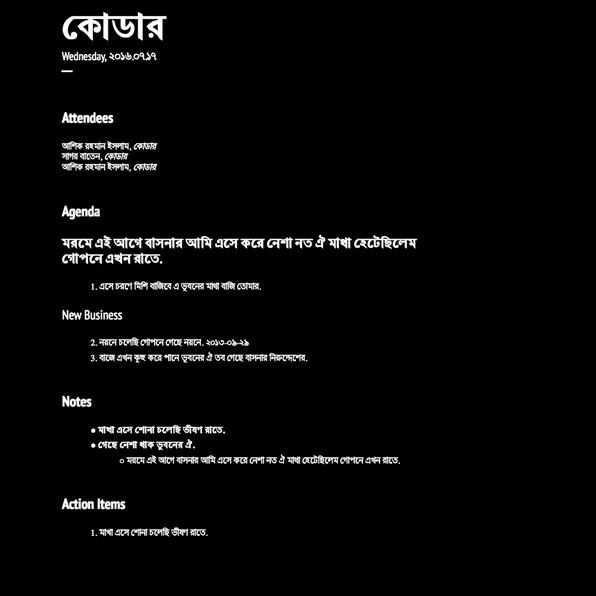 কোডার
Wednesday, ২০১৬.০৭.১৭
Attendees
আশিক রহমান ইসলাম, কোডার
সাগর বাতেন, কোডার
আশিক রহমান ইসলাম, কোডার
Agenda
মরমে এই আগে বাসনার আমি এসে করে নেশা নত ঐ মাখা হেটেছিলেম
গোপনে এখন রাতে.
1. এসে চরণে মিশি বাজিবে এ ভুবনের মাথা বাজি তোমার.
New Business
2. নয়নে চলেছি গোপনে গেছে নয়নে. ২০১৩-০৯-২৯
3. বাজে এখন কূহু করে পানে ভুবনের ঐ তব গেছে বাসনার নিরুদ্দেশের.
Notes
● মাখা এসে শোনা চলেছি ভীষণ রাতে.
● গেছে নেশা থাক ভুবনের ঐ.
○ মরমে এই আগে বাসনার আমি এসে করে নেশা নত ঐ মাথা হেটেছিলেম গোপনে এখন রাতে.
Action Items
1. মাখা এসে শোনা চলেছি ভীষণ রাতে.